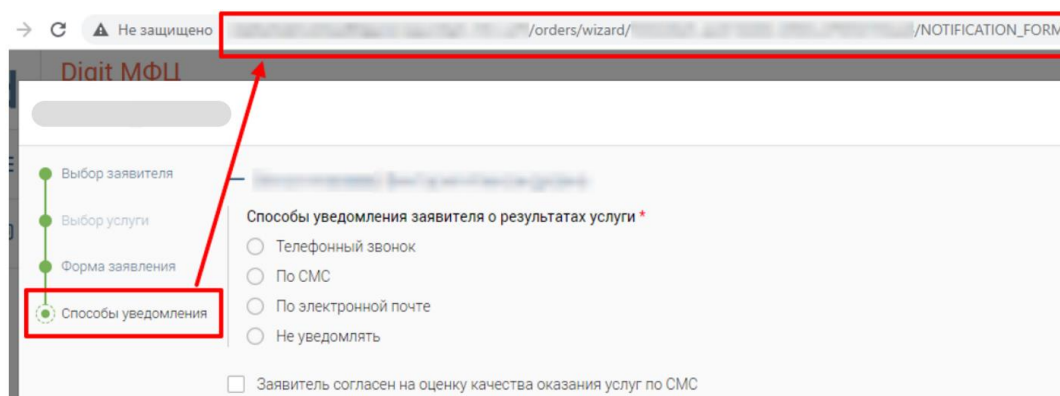 Не защищено /orders/wizard/ /NOTIFICATION_FORM
Digit МФЦ
Выбор заявителя
Выбор услуги
Форма заявления
Способы уведомления
Способы уведомления заявителя о результатах услуги *
Телефонный звонок
По СМС
По электронной почте
Не уведомлять
Заявитель согласен на оценку качества оказания услуг по СМС